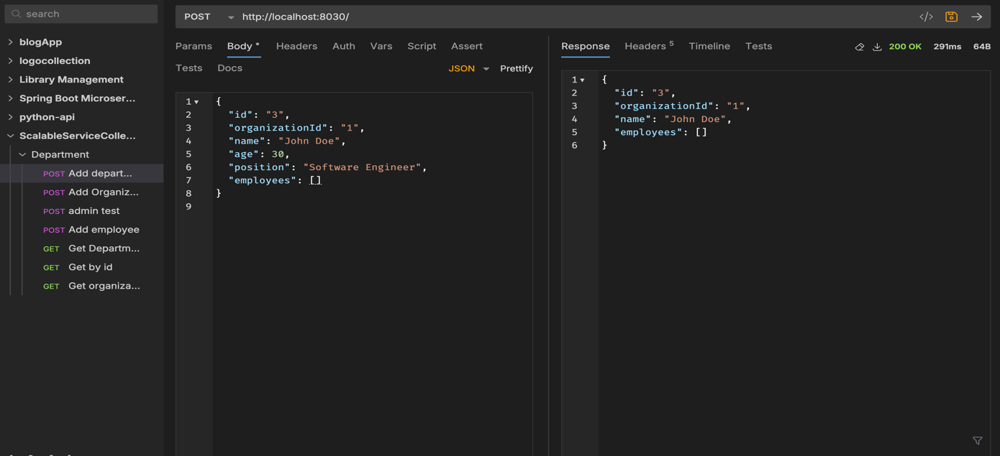 search
blogApp
logocollection
Library Management
Spring Boot Microser...
python-api
ScalableServiceColle...
Department
POST Add depart...
POST Add Organiz...
POST admin test
POST Add employee
GET Get Departm...
GET Get by id
GET Get organiza...
POST http://localhost:8030/ </>
Params Body Headers Auth Vars Script Assert
Tests Docs JSON Prettify
1 {
2 "id": "3",
3 "organizationId": "1",
4 "name": "John Doe",
5 "age": 30,
6 "position": "Software Engineer",
7 "employees": []
8 }
9
Response Headers 5 Timeline Tests 200 OK 291ms 64B
1 {
2 "id": "3",
3 "organizationId": "1",
4 "name": "John Doe",
5 "employees": []
6 }